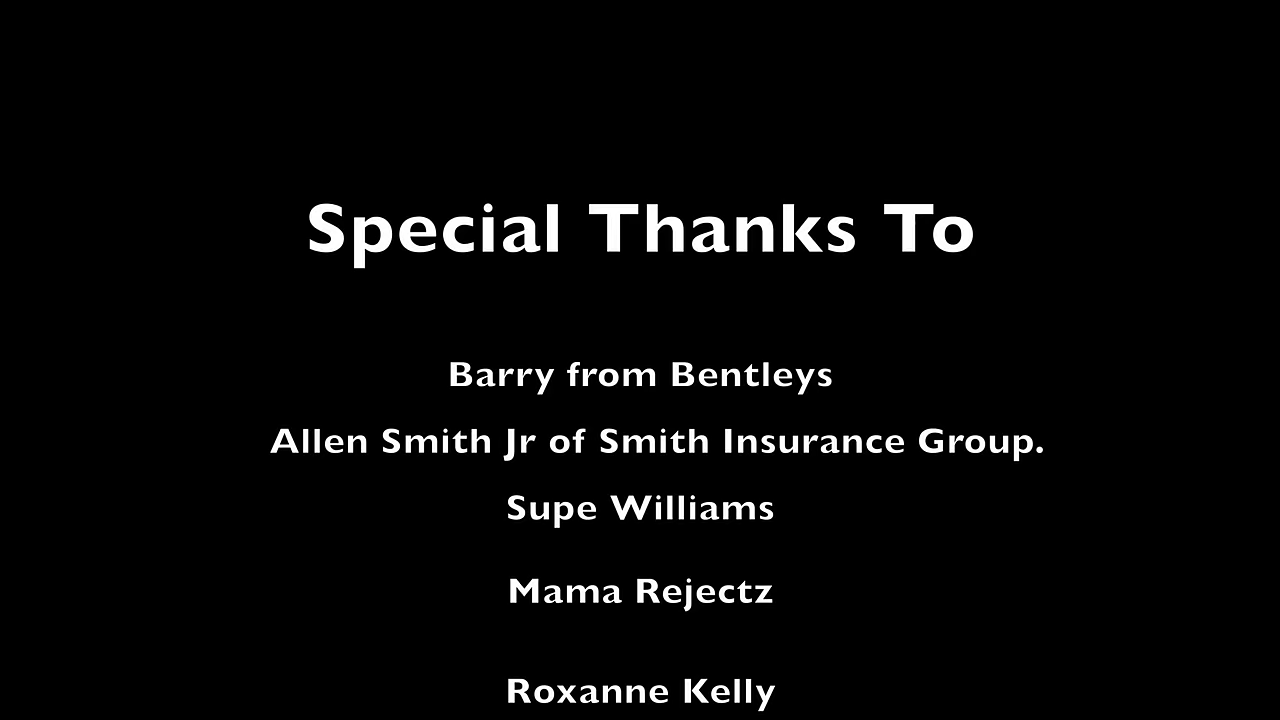 Special Thanks To
Barry from Bentleys
Allen Smith Jr of Smith Insurance Group.
Supe Williams
Mama Rejectz
Roxanne Kelly